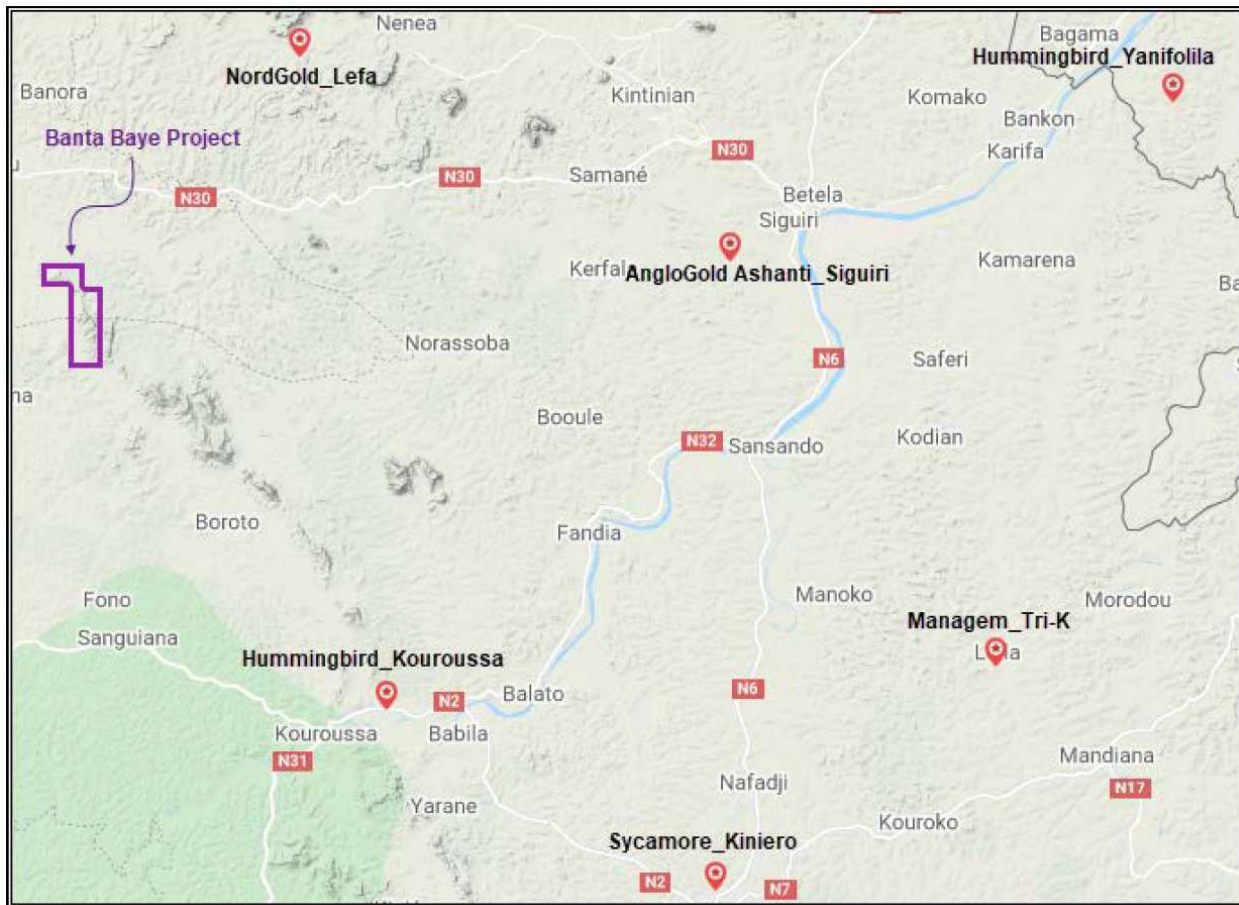 Nenea
Bagama
NordGold_Lefa
Hummingbird_Yanifolila
Banora
Kintinian
Komako
Bankon
Banta Baye Project
N30
Karifa
N30
Samané
N30
Betela
Siguiri
Kerfala
AngloGold Ashanti_Siguiri
Kamarena
Norassoba
N6
Saferi
Booule
N32
Sansando
Kodian
Boroto
Fandia
Fono
Manoko
Morodou
Sanguiana
Managem_Tri-K
Hummingbird_Kouroussa
N2
Balato
N6
Kouroussa
Babila
N31
Mandiana
Nafadji
N17
Yarane
Kouroko
Sycamore_Kiniero
N2
N7